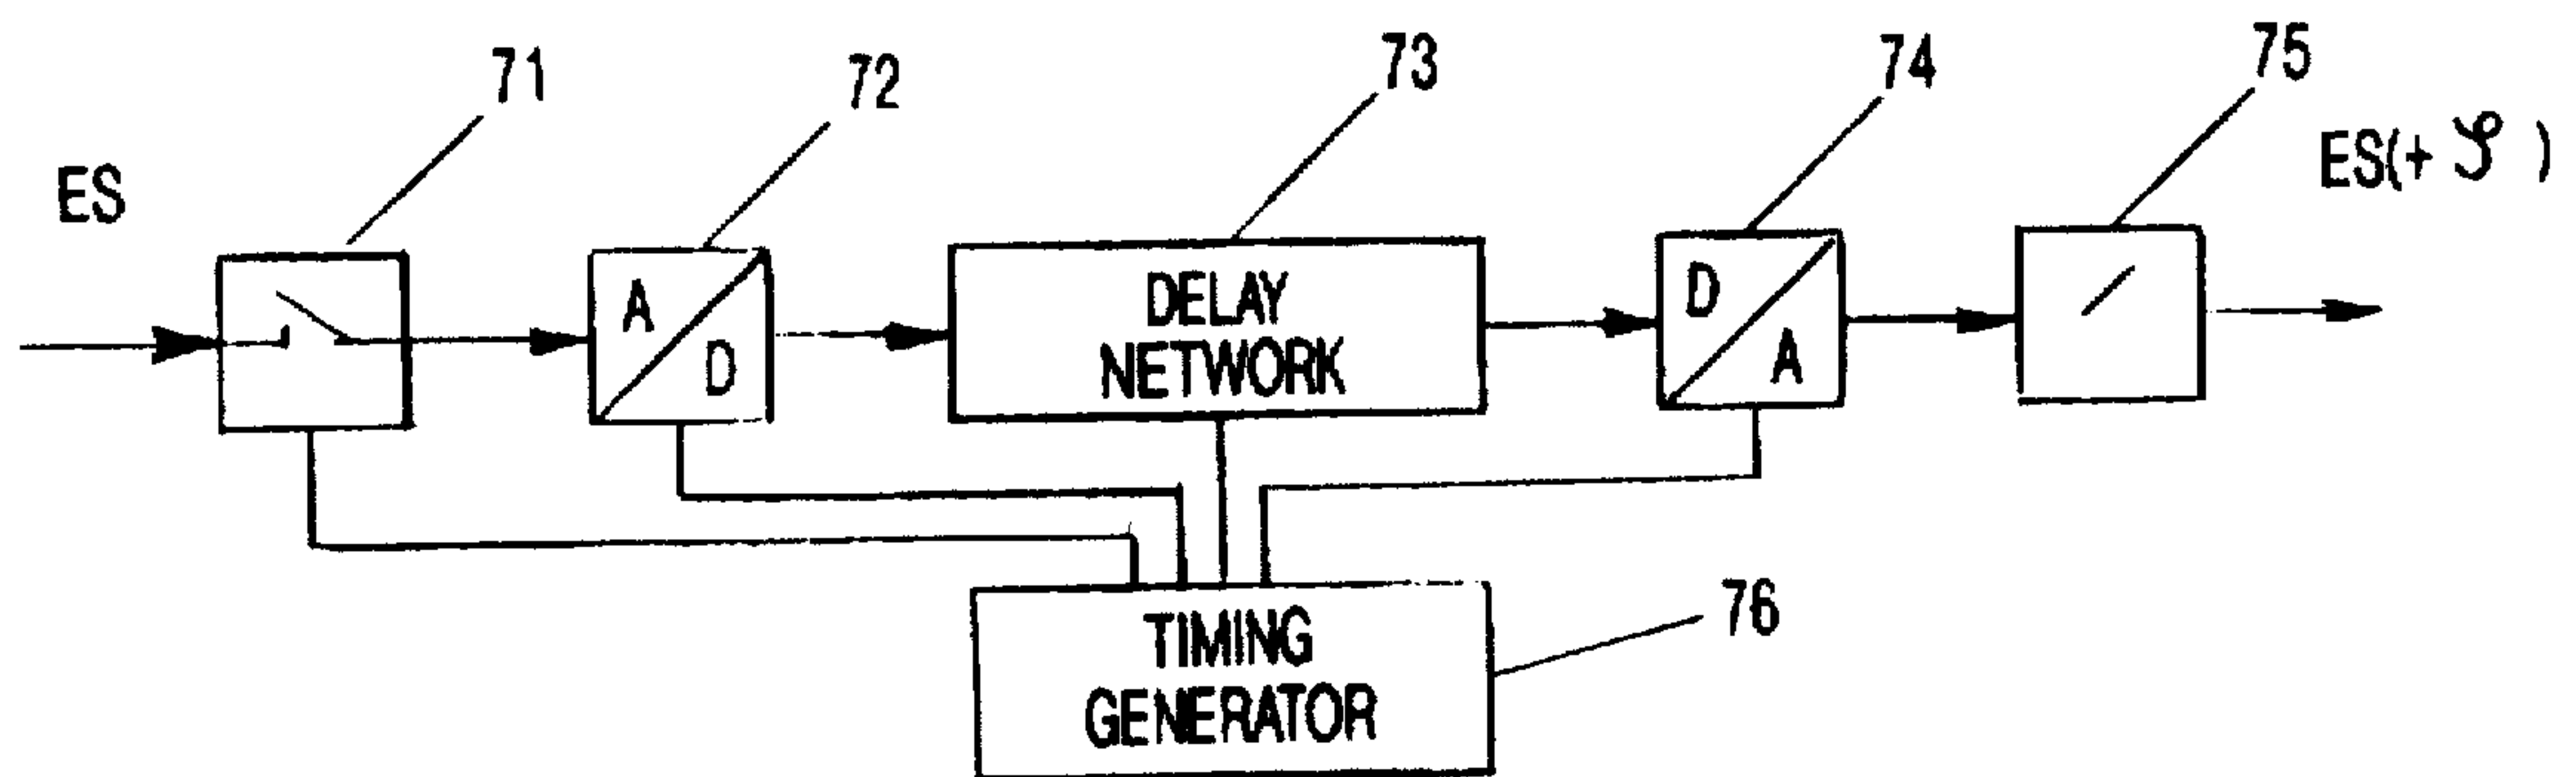 71
72
73
74
75
ES
ES(+ φ )
A
D
DELAY
NETWORK
D
A
TIMING
GENERATOR
76